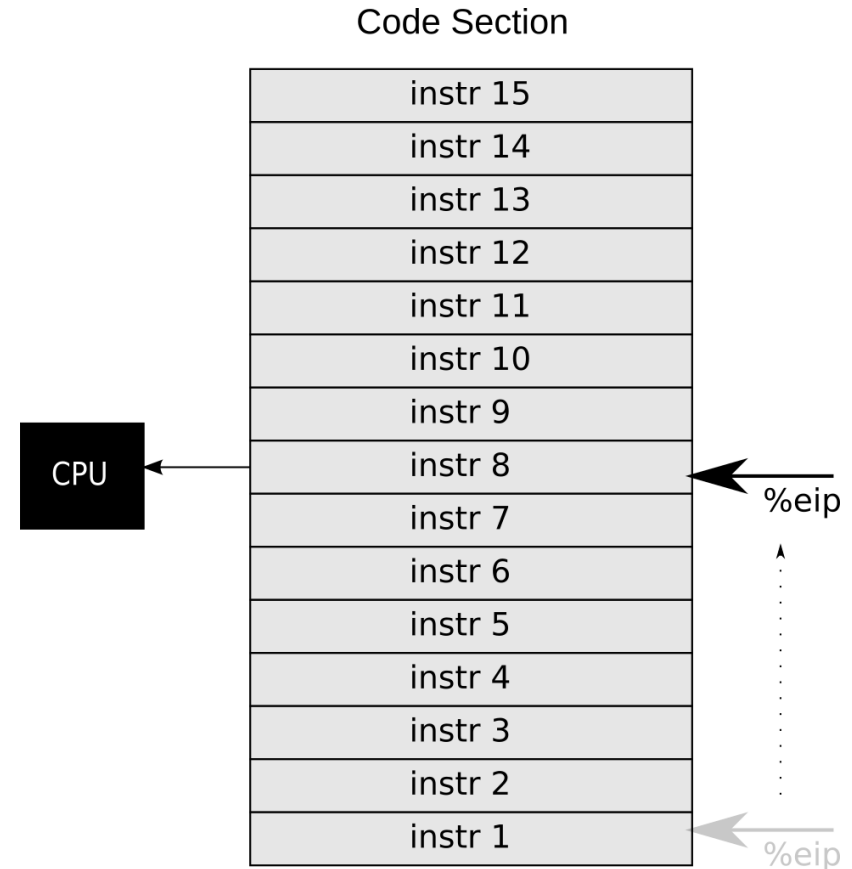 Code Section
instr 15
instr 14
instr 13
instr 12
instr 11
instr 10
instr 9
instr 8
CPU
%eip
instr 7
instr 6
instr 5
instr 4
instr 3
instr 2
instr 1
%eip